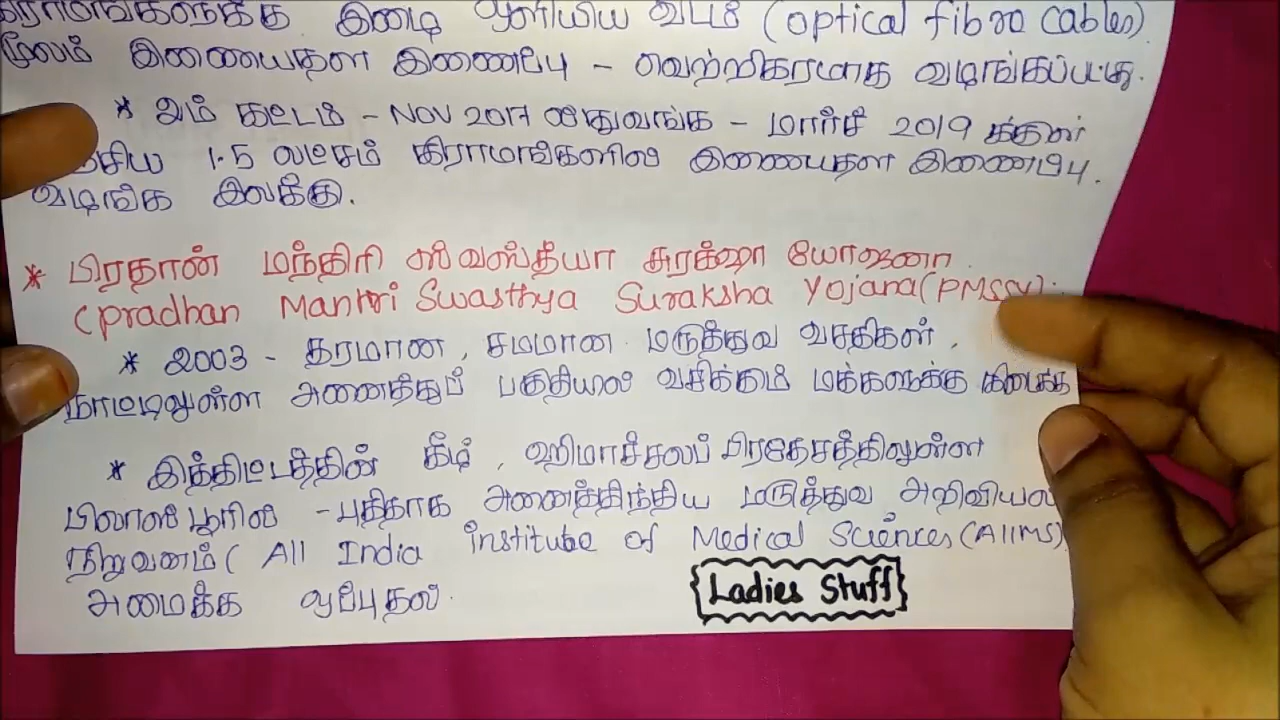 கிராமங்களுக்கு இடை ஒளியிய வடம் (optical fibre cables)
மூலம் இணையதள இணைப்பு - வெற்றிகரமாக வழங்கப்பட்டது.
* 2ம் கட்டம் - NOV 2017 துவங்க - மார்ச் 2019 க்குள்
1.5 லட்சம் கிராமங்களில் இணையதள இணைப்பு.
வழங்க இலக்கு.
* பிரதான் மந்திரி ஸ்வஸ்த்யா சுரக்ஷா யோஜனா
(Pradhan Mantri Swasthya Suraksha Yojana (PMSSY):
* 2003 - தரமான, சமமான மருத்துவ வசதிகள்,
நாட்டிலுள்ள அனைத்துப் பகுதியில் வசிக்கும் மக்களுக்கு கிடைக்க
* இத்திட்டத்தின் கீழ், ஹிமாச்சலப் பிரதேசத்திலுள்ள
பிலாஸ்பூரில் - புதிதாக அனைத்திந்திய மருத்துவ அறிவியல்
நிறுவனம் (All India institute of Medical Sciences (AIIMS)
அமைக்க ஒப்புதல்.
Ladies Stuff